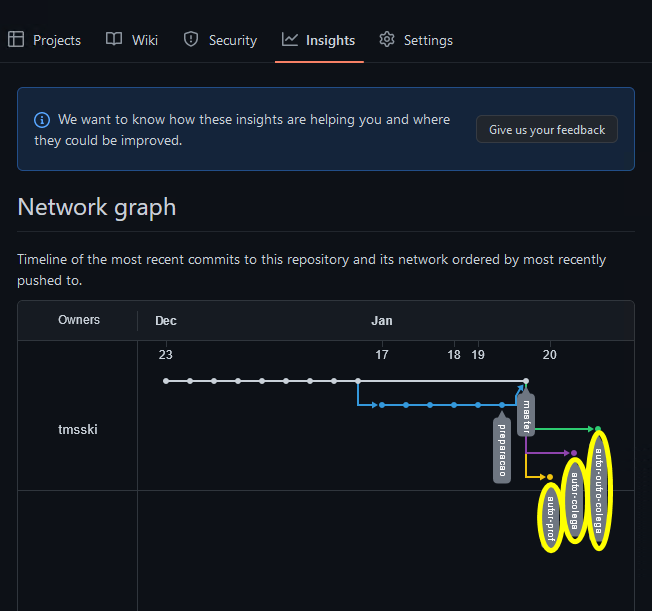 Projects Wiki Security Insights Settings
We want to know how these insights are helping you and where
they could be improved.
Give us your feedback
Network graph
Timeline of the most recent commits to this repository and its network ordered by most recently
pushed to.
Owners Dec Jan
23 17 18 19 20
tmsski
master
preparacao
autor-outro-colega
autor-colega
autor-prof